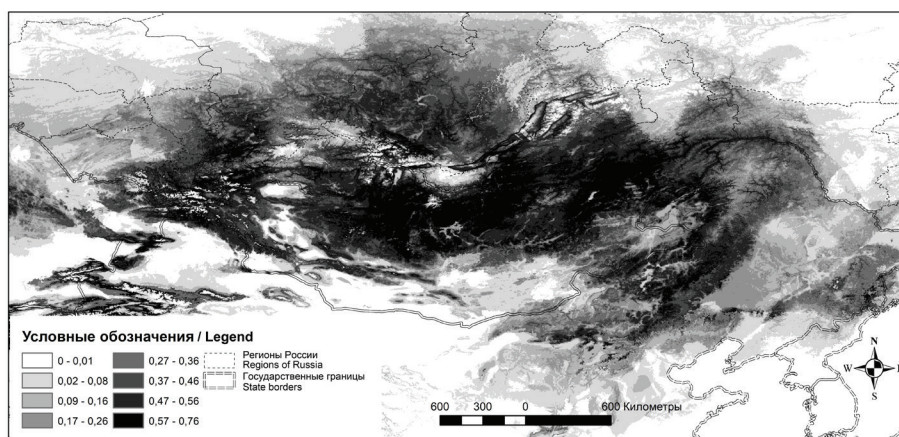 Условные обозначения / Legend
0 - 0,01
0,02 - 0,08
0,09 - 0,16
0,17 - 0,26
0,27 - 0,36
0,37 - 0,46
0,47 - 0,56
0,57 - 0,76
Регионы России
Regions of Russia
Государственные границы
State borders
600 300 0 600 Километры
N
W E
S